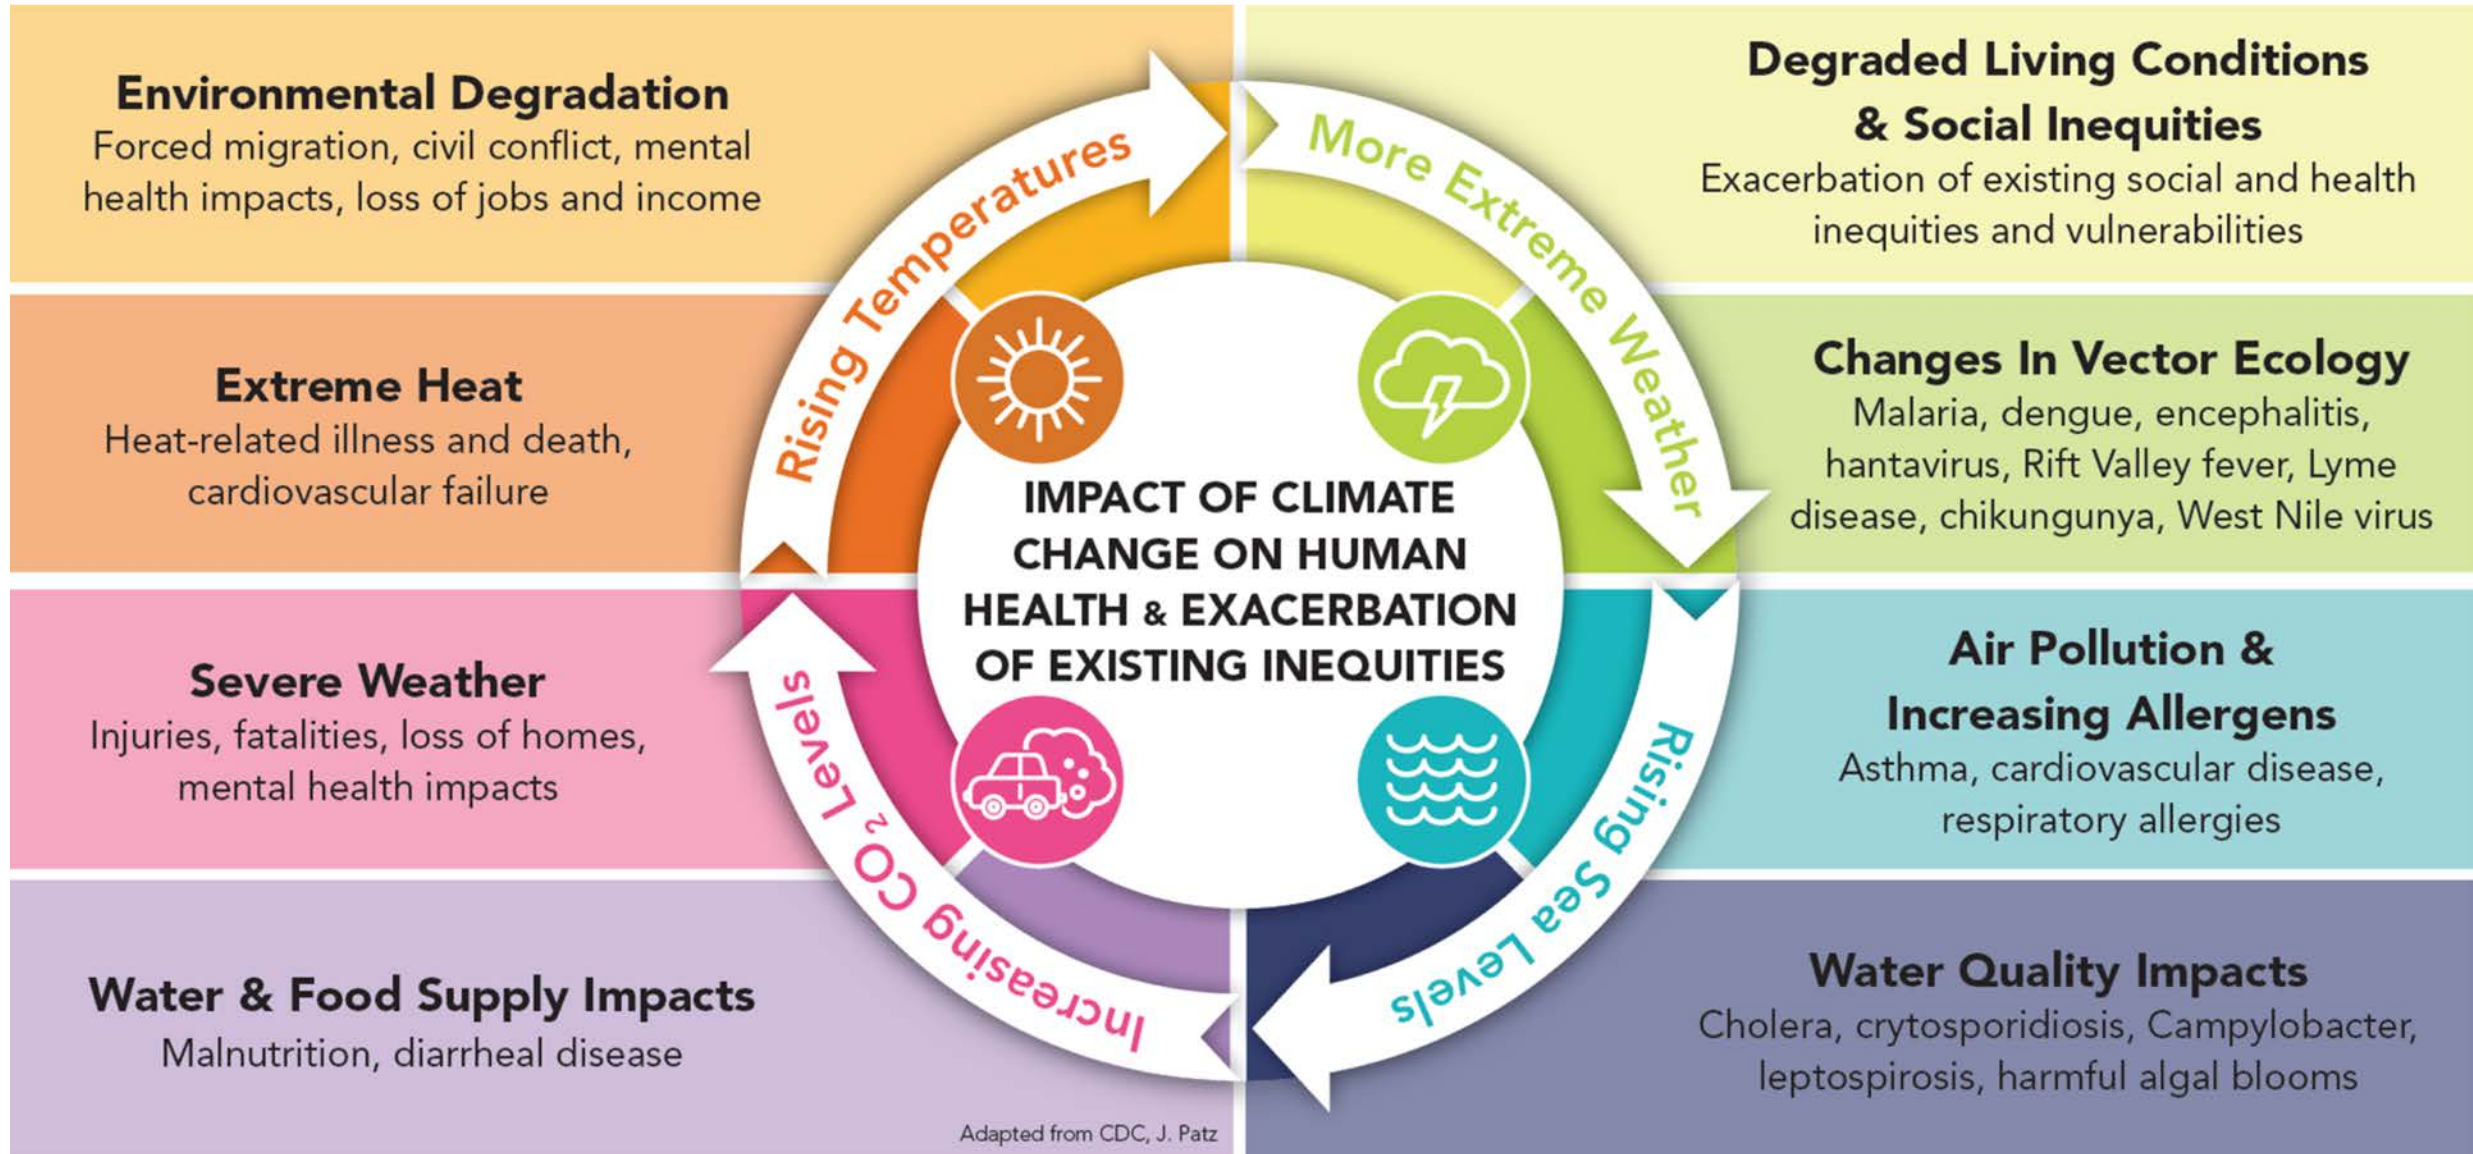 Environmental Degradation
Forced migration, civil conflict, mental
health impacts, loss of jobs and income
Extreme Heat
Heat-related illness and death,
cardiovascular failure
Severe Weather
Injuries, fatalities, loss of homes,
mental health impacts
Water & Food Supply Impacts
Malnutrition, diarrheal disease
Rising Temperatures
More Extreme Weather
Rising Sea Levels
Increasing CO₂ Levels
IMPACT OF CLIMATE
CHANGE ON HUMAN
HEALTH & EXACERBATION
OF EXISTING INEQUITIES
Degraded Living Conditions
& Social Inequities
Exacerbation of existing social and health
inequities and vulnerabilities
Changes In Vector Ecology
Malaria, dengue, encephalitis,
hantavirus, Rift Valley fever, Lyme
disease, chikungunya, West Nile virus
Air Pollution &
Increasing Allergens
Asthma, cardiovascular disease,
respiratory allergies
Water Quality Impacts
Cholera, crytosporidiosis, Campylobacter,
leptospirosis, harmful algal blooms
Adapted from CDC, J. Patz